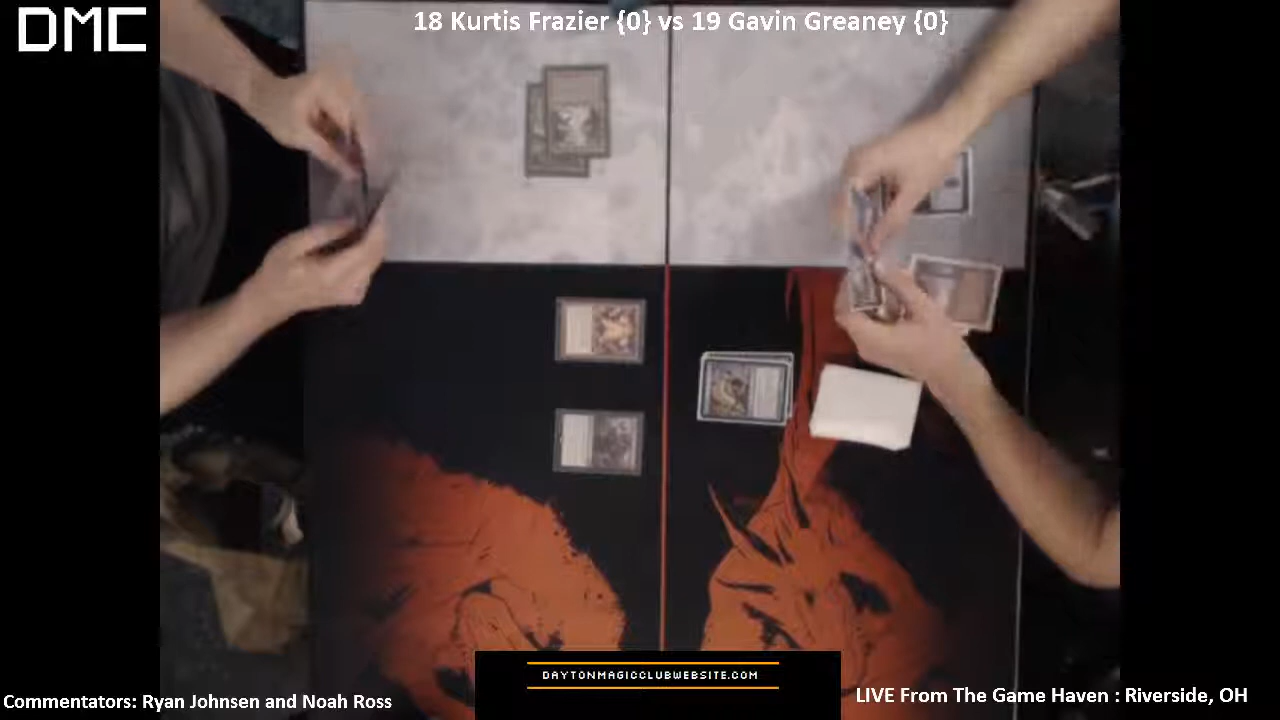 DMC
18 Kurtis Frazier {0} vs 19 Gavin Greaney {0}
DAYTONMAGICCLUBWEBSITE.COM
Commentators: Ryan Johnsen and Noah Ross
LIVE From The Game Haven : Riverside, OH